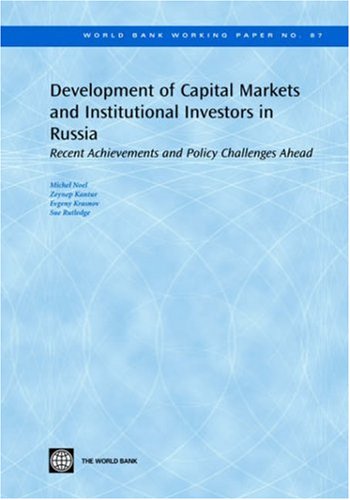 WORLD BANK WORKING PAPER NO. 87
Development of Capital Markets
and Institutional Investors in
Russia
Recent Achievements and Policy Challenges Ahead
Michel Noel
Zeynep Kantur
Evgeny Krasnov
Sue Rutledge
THE WORLD BANK